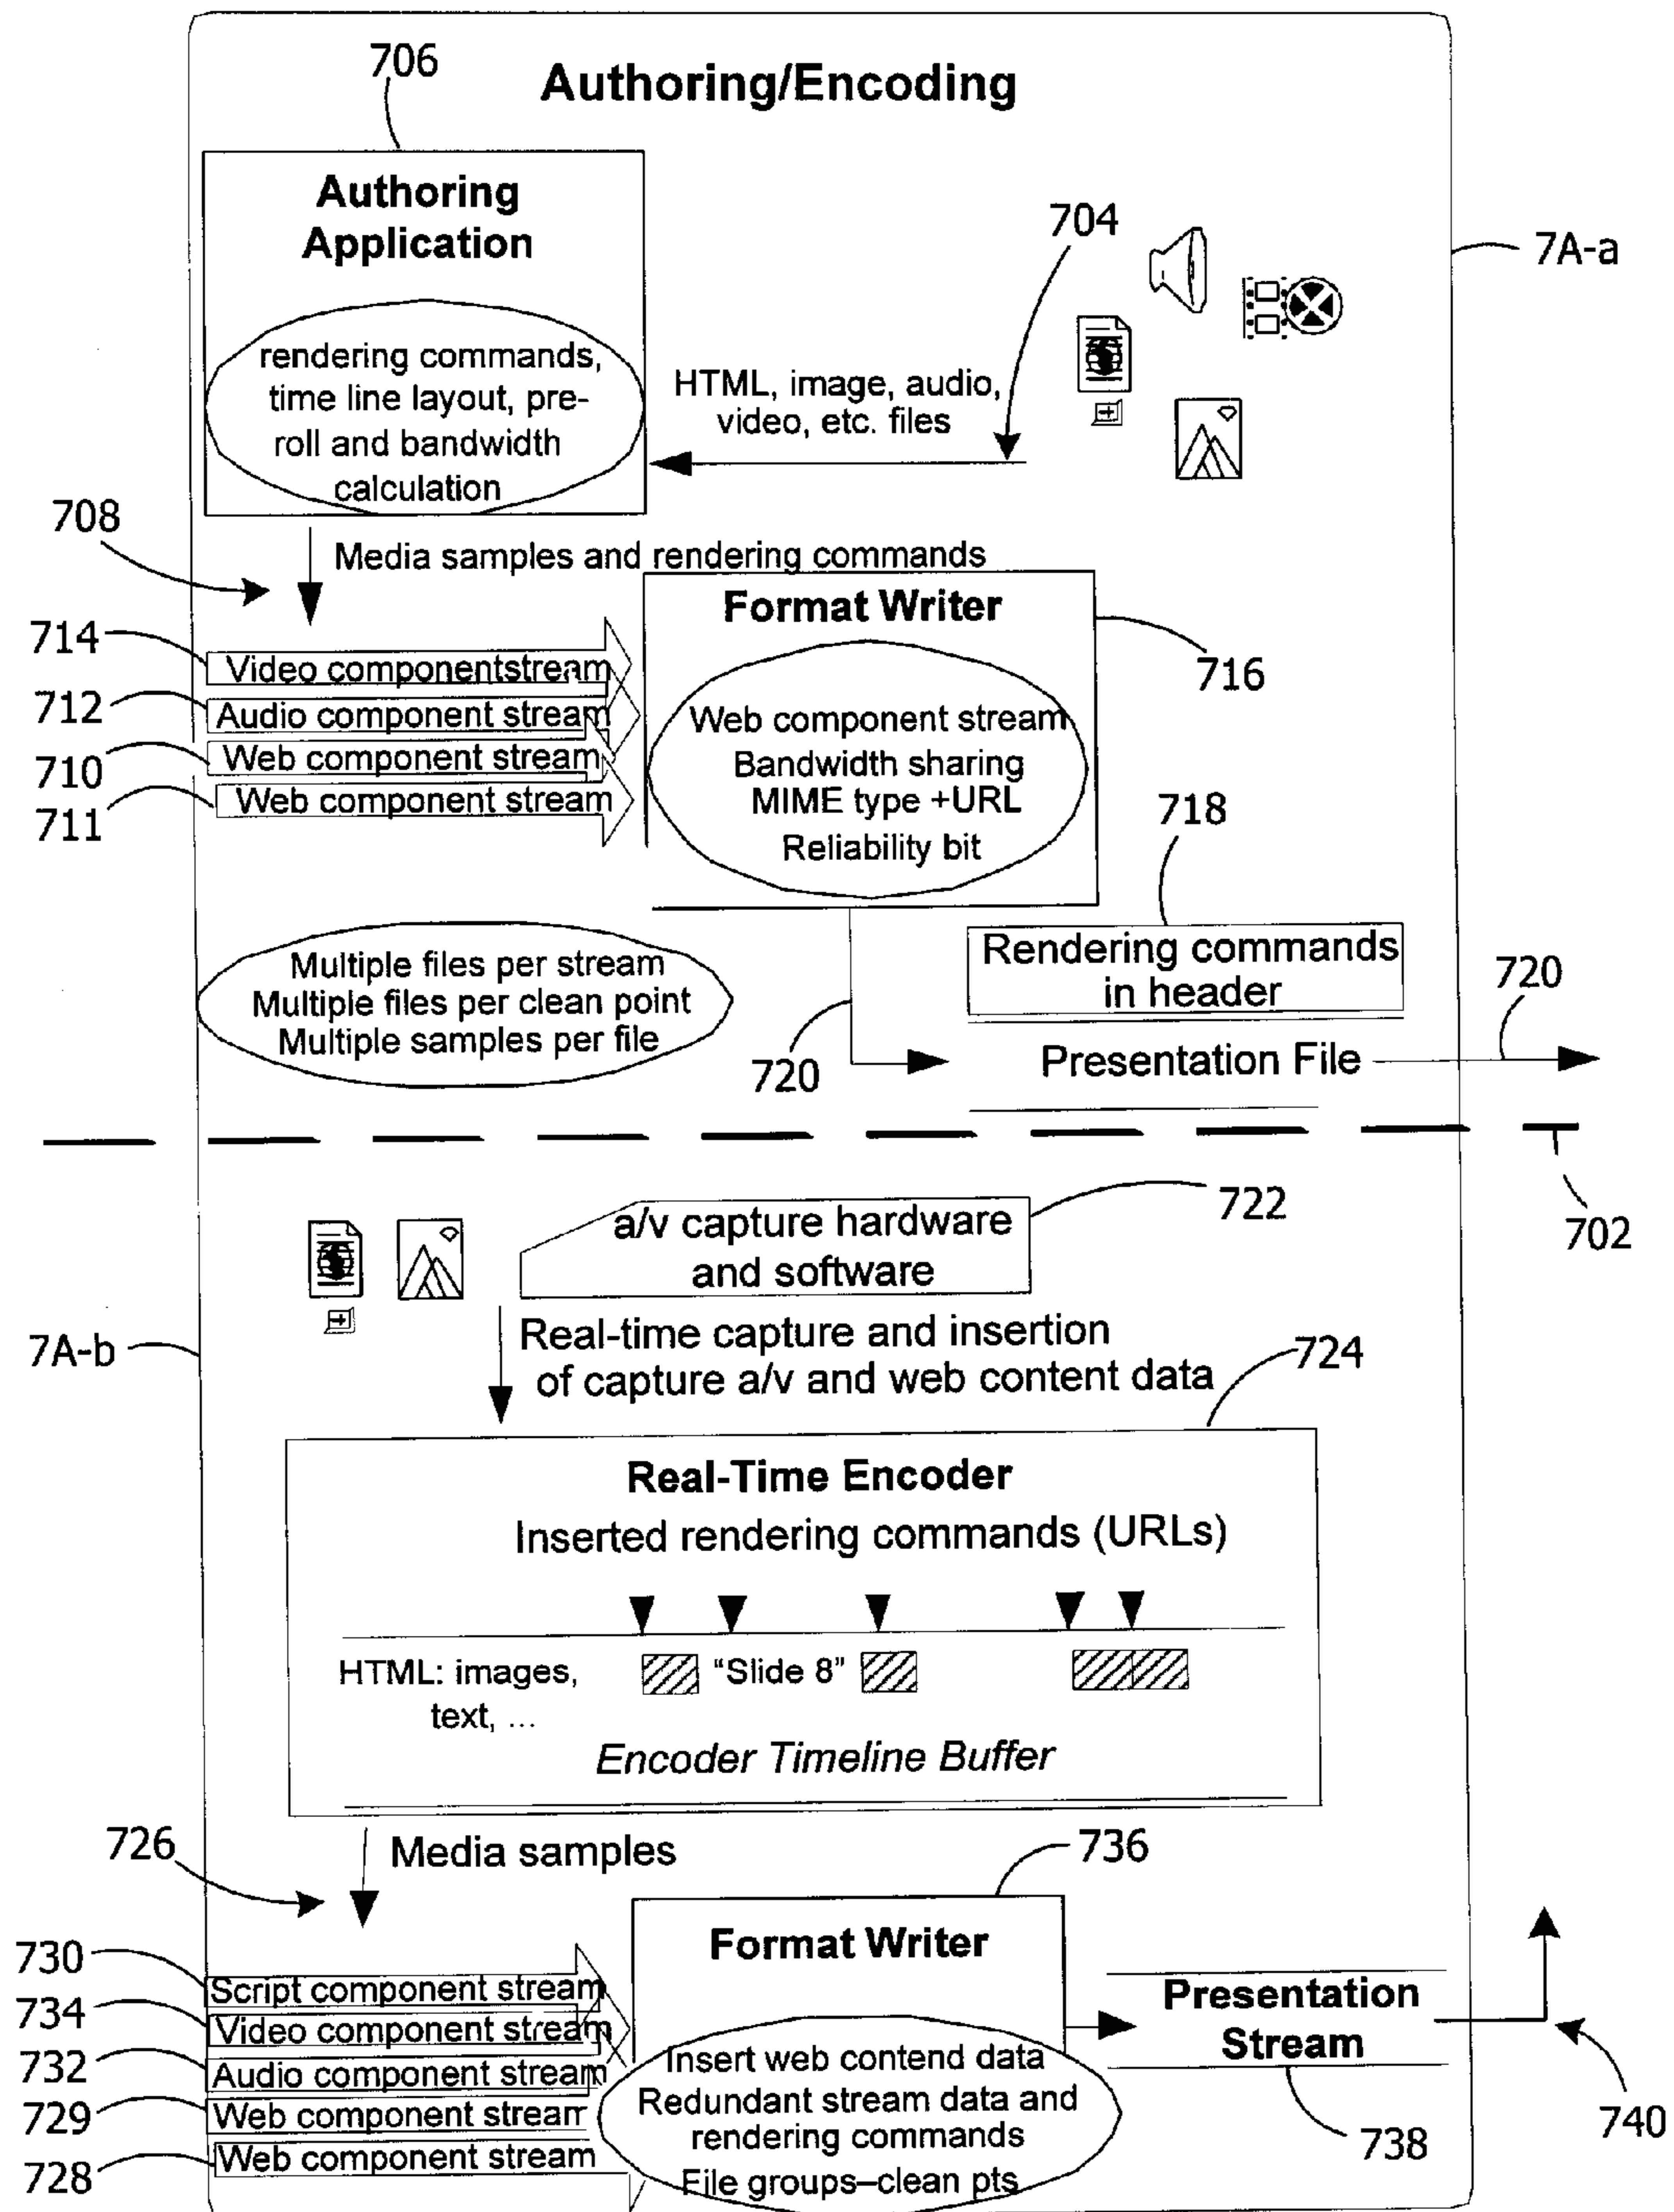 706
Authoring/Encoding
Authoring
Application
704
7A-a
rendering commands,
time line layout, pre-
roll and bandwidth
calculation
HTML, image, audio,
video, etc. files
708
Media samples and rendering commands
Format Writer
714
Video componentstream
716
712
Audio component stream
Web component stream
710
Web component stream
Bandwidth sharing
711
Web component stream
MIME type +URL
Reliability bit
718
Multiple files per stream
Multiple files per clean point
Multiple samples per file
Rendering commands
in header
720
720
Presentation File
702
722
a/v capture hardware
and software
7A-b
Real-time capture and insertion
of capture a/v and web content data
724
Real-Time Encoder
Inserted rendering commands (URLs)
HTML: images,
text, ...
“Slide 8”
Encoder Timeline Buffer
726
Media samples
736
Format Writer
730
Script component stream
734
Video component stream
Presentation
Stream
732
Audio component stream
Insert web contend data
729
Web component stream
Redundant stream data and
rendering commands
728
Web component stream
File groups–clean pts
738
740